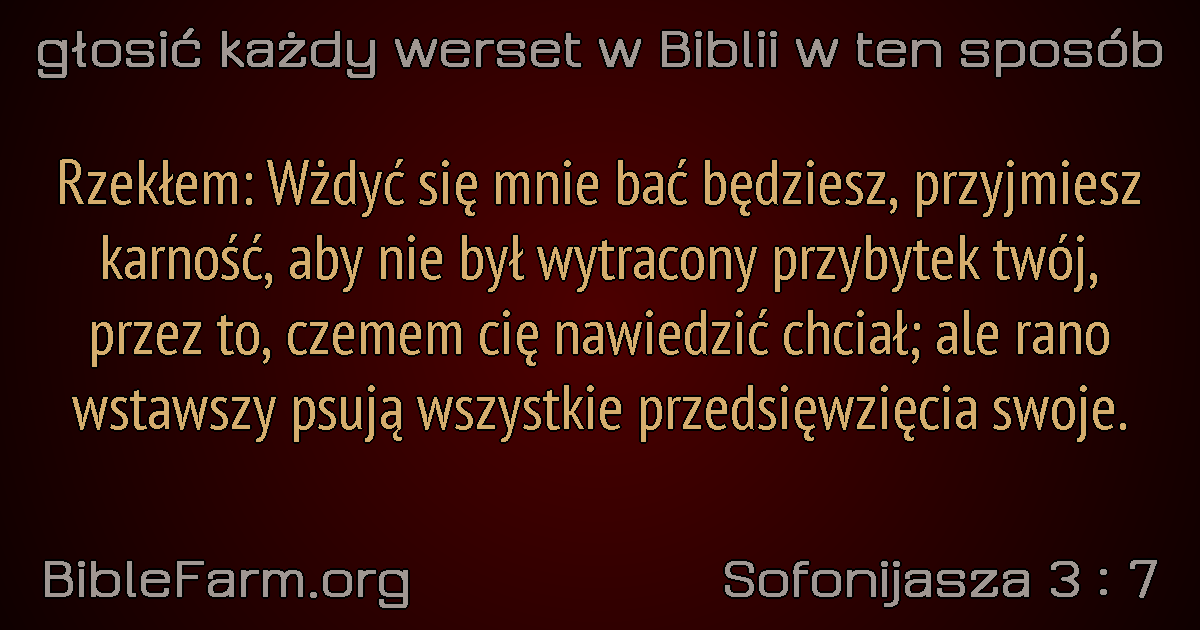 głosić każdy werset w Biblii w ten sposób
Rzekłem: Wżdyć się mnie bać będziesz, przyjmiesz
karność, aby nie był wytracony przybytek twój,
przez to, czemem cię nawiedzić chciał; ale rano
wstawszy psują wszystkie przedsięwzięcia swoje.
BibleFarm.org
Sofonijasza 3 : 7